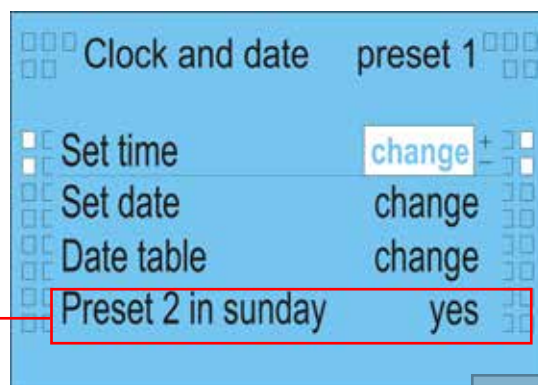 Clock and date preset 1
Set time change + −
Set date change
Date table change
Preset 2 in sunday yes